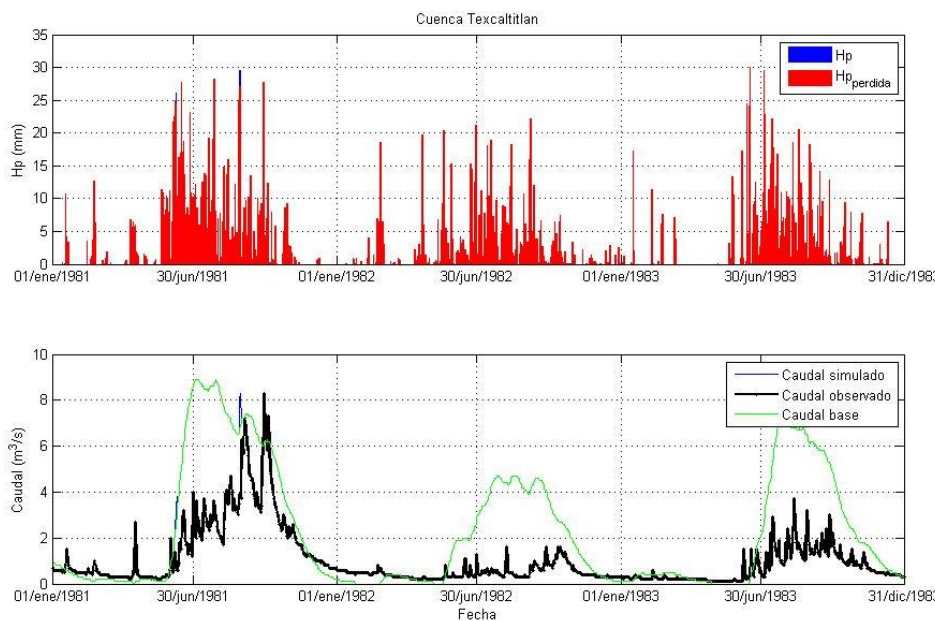 Cuenca Texcaltitlan
35
30
25
20
15
10
5
0
Hp (mm)
Hp
Hp_perdida
01/ene/1981 30/jun/1981 01/ene/1982 30/jun/1982 01/ene/1983 30/jun/1983 31/dic/1983
10
8
6
4
2
0
Caudal (m³/s)
Caudal simulado
Caudal observado
Caudal base
01/ene/1981 30/jun/1981 01/ene/1982 30/jun/1982 01/ene/1983 30/jun/1983 31/dic/1983
Fecha